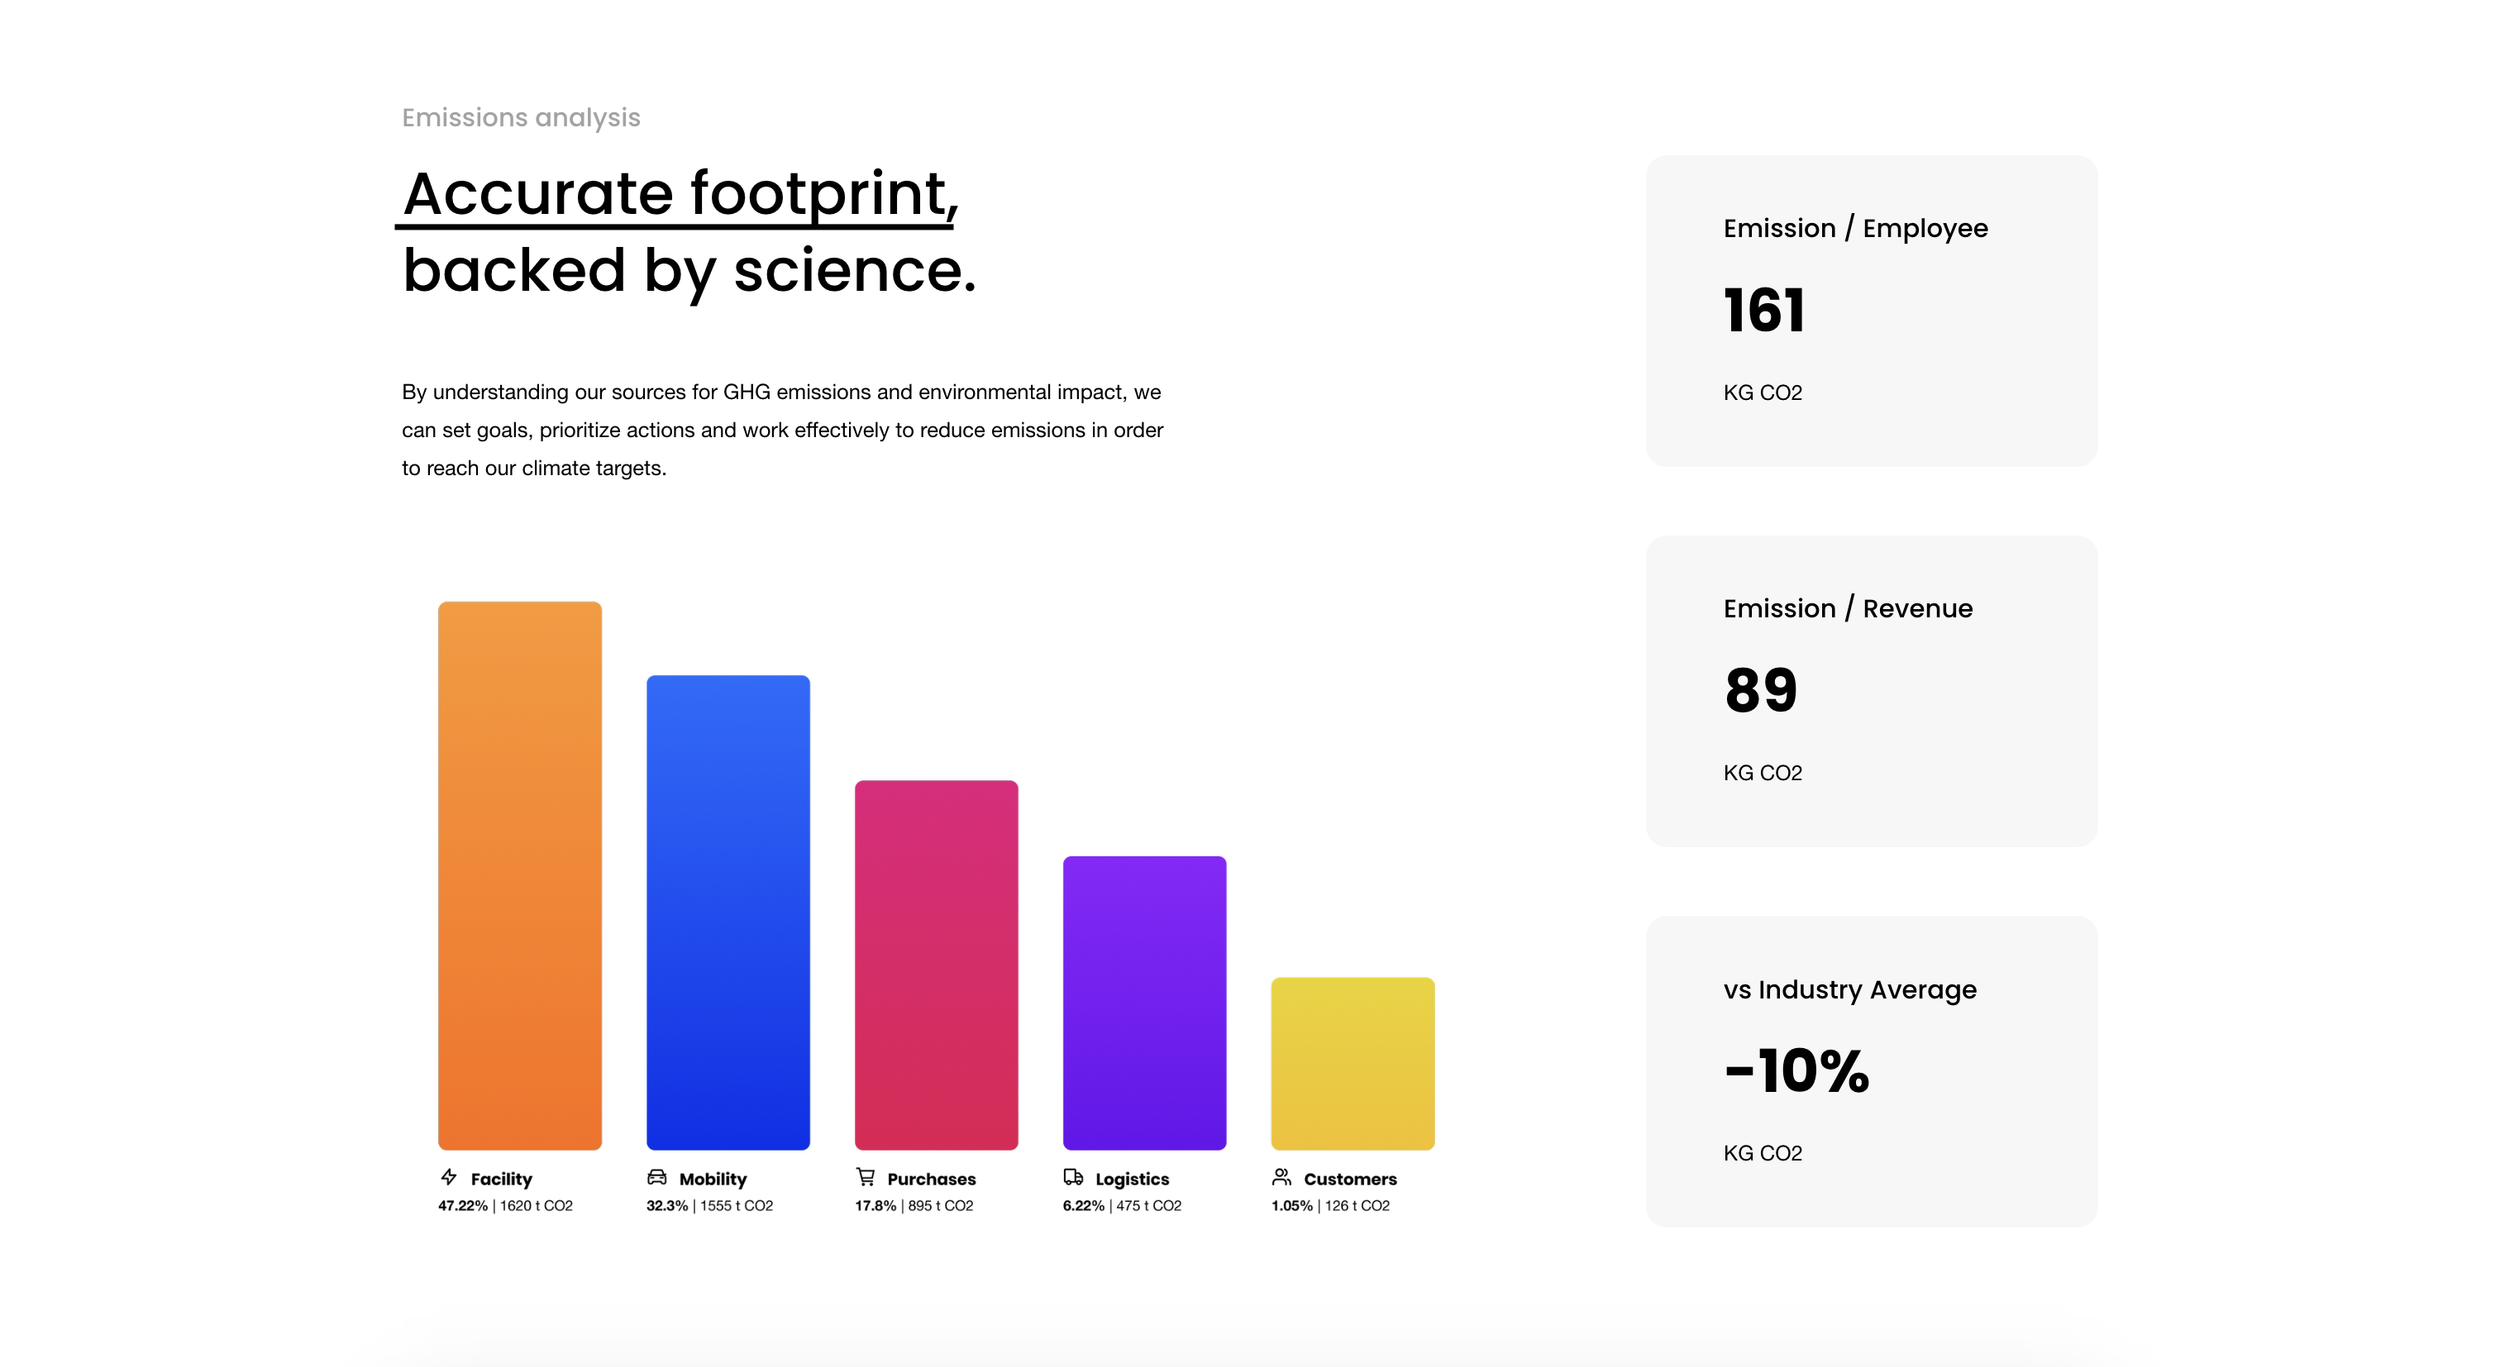 Emissions analysis
Accurate footprint,
backed by science.
By understanding our sources for GHG emissions and environmental impact, we
can set goals, prioritize actions and work effectively to reduce emissions in order
to reach our climate targets.
Facility
47.22% | 1620 t CO2
Mobility
32.3% | 1555 t CO2
Purchases
17.8% | 895 t CO2
Logistics
6.22% | 475 t CO2
Customers
1.05% | 126 t CO2
Emission / Employee
161
KG CO2
Emission / Revenue
89
KG CO2
vs Industry Average
-10%
KG CO2